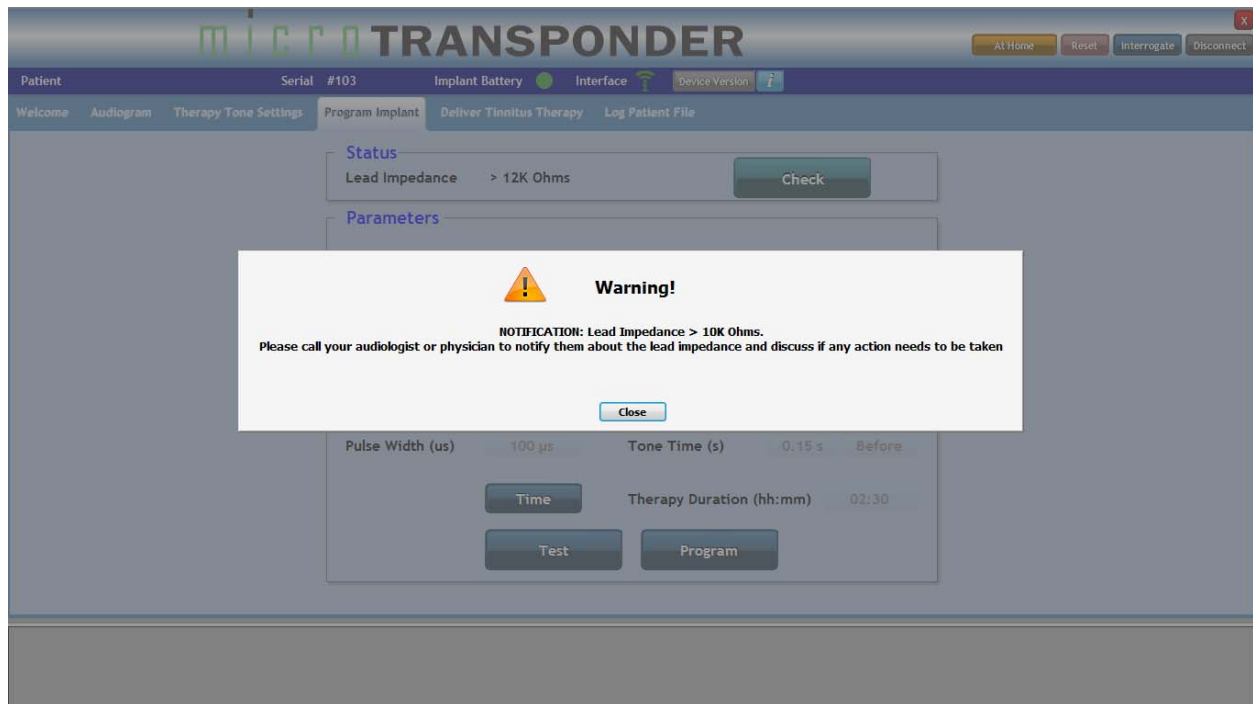 micro TRANSPONDER
X
At Home Reset Interrogate Disconnect
Patient Serial #103 Implant Battery Interface Device Version i
Welcome Audiogram Therapy Tone Settings Program Implant Deliver Tinnitus Therapy Log Patient File
Status
Lead Impedance > 12K Ohms Check
Parameters
Warning!
NOTIFICATION: Lead Impedance > 10K Ohms.
Please call your audiologist or physician to notify them about the lead impedance and discuss if any action needs to be taken
Close
Pulse Width (us) 100 µs Tone Time (s) 0.15 s Before
Time Therapy Duration (hh:mm) 02:30
Test Program